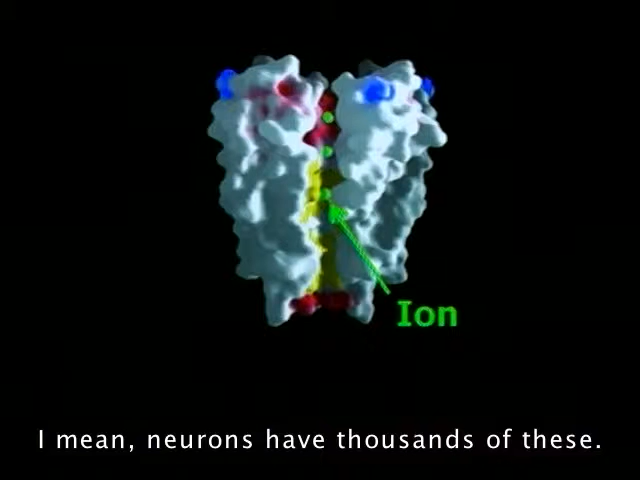 Ion
I mean, neurons have thousands of these.